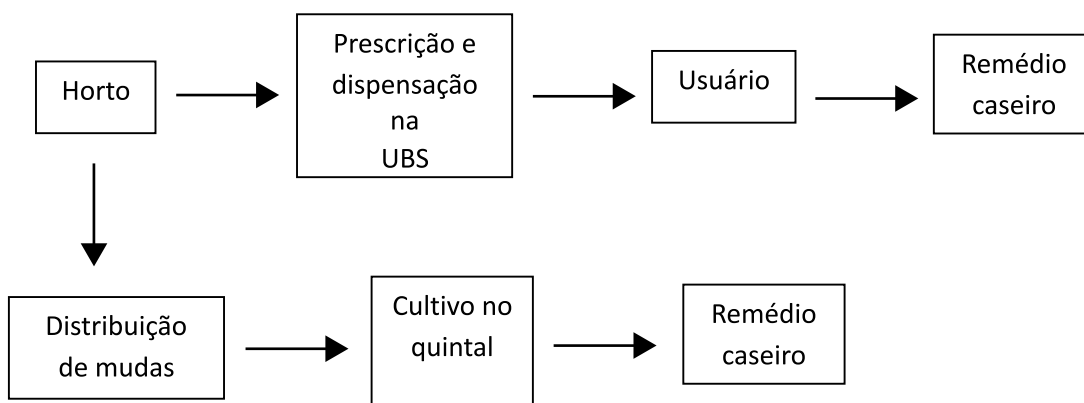 Horto
Prescrição e
dispensação
na
UBS
Usuário
Remédio
caseiro
Distribuição
de mudas
Cultivo no
quintal
Remédio
caseiro